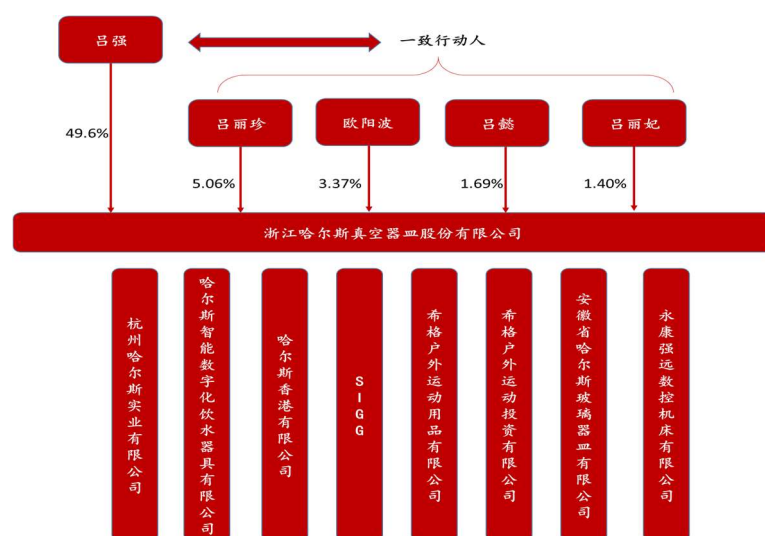 吕强
一致行动人
吕丽珍
欧阳波
吕懿
吕丽妃
49.6%
5.06%
3.37%
1.69%
1.40%
浙江哈尔斯真空器皿股份有限公司
杭州哈尔斯实业有限公司
哈尔斯智能数字化饮水器具有限公司
哈尔斯香港有限公司
SIGG
希格户外运动用品有限公司
希格户外运动投资有限公司
安徽省哈尔斯玻璃器皿有限公司
永康强远数控机床有限公司